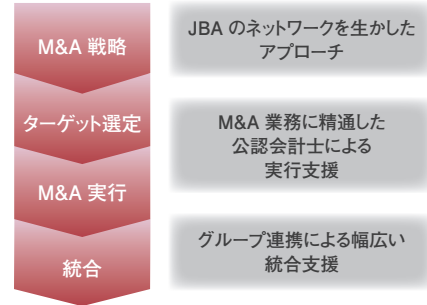 M&A 戦略
ターゲット選定
M&A 実行
統合
JBA のネットワークを生かした
アプローチ
M&A 業務に精通した
公認会計士による
実行支援
グループ連携による幅広い
統合支援